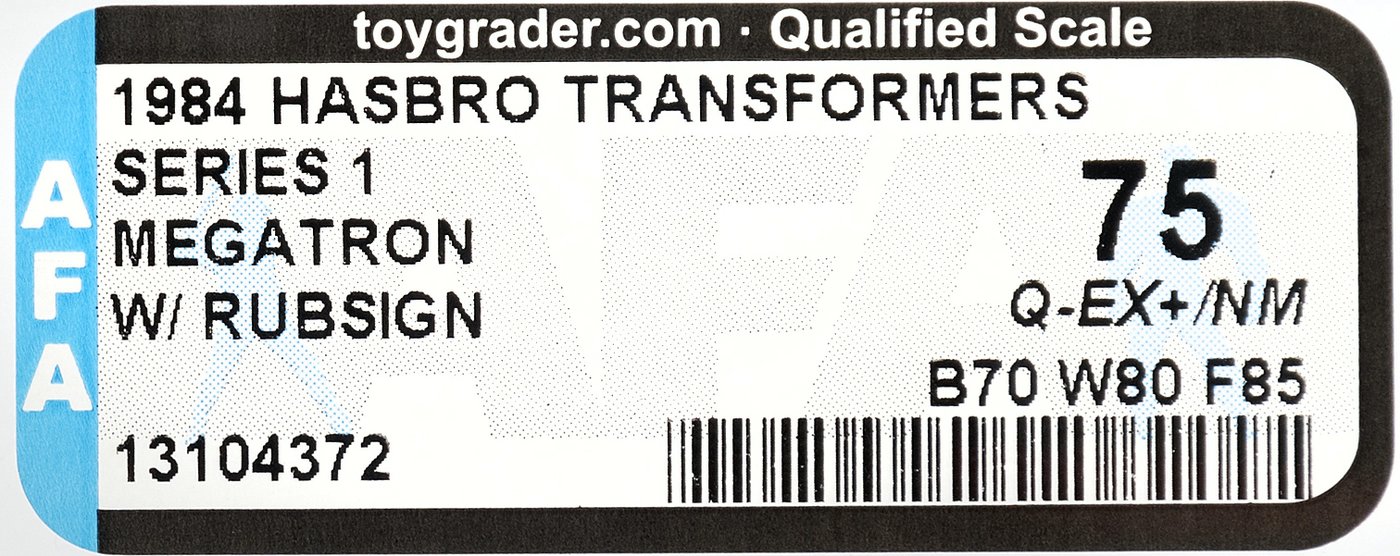 toygrader.com · Qualified Scale
AFA
1984 HASBRO TRANSFORMERS
SERIES 1
MEGATRON
W/ RUBSIGN
75
Q-EX+/NM
B70 W80 F85
13104372
AFA